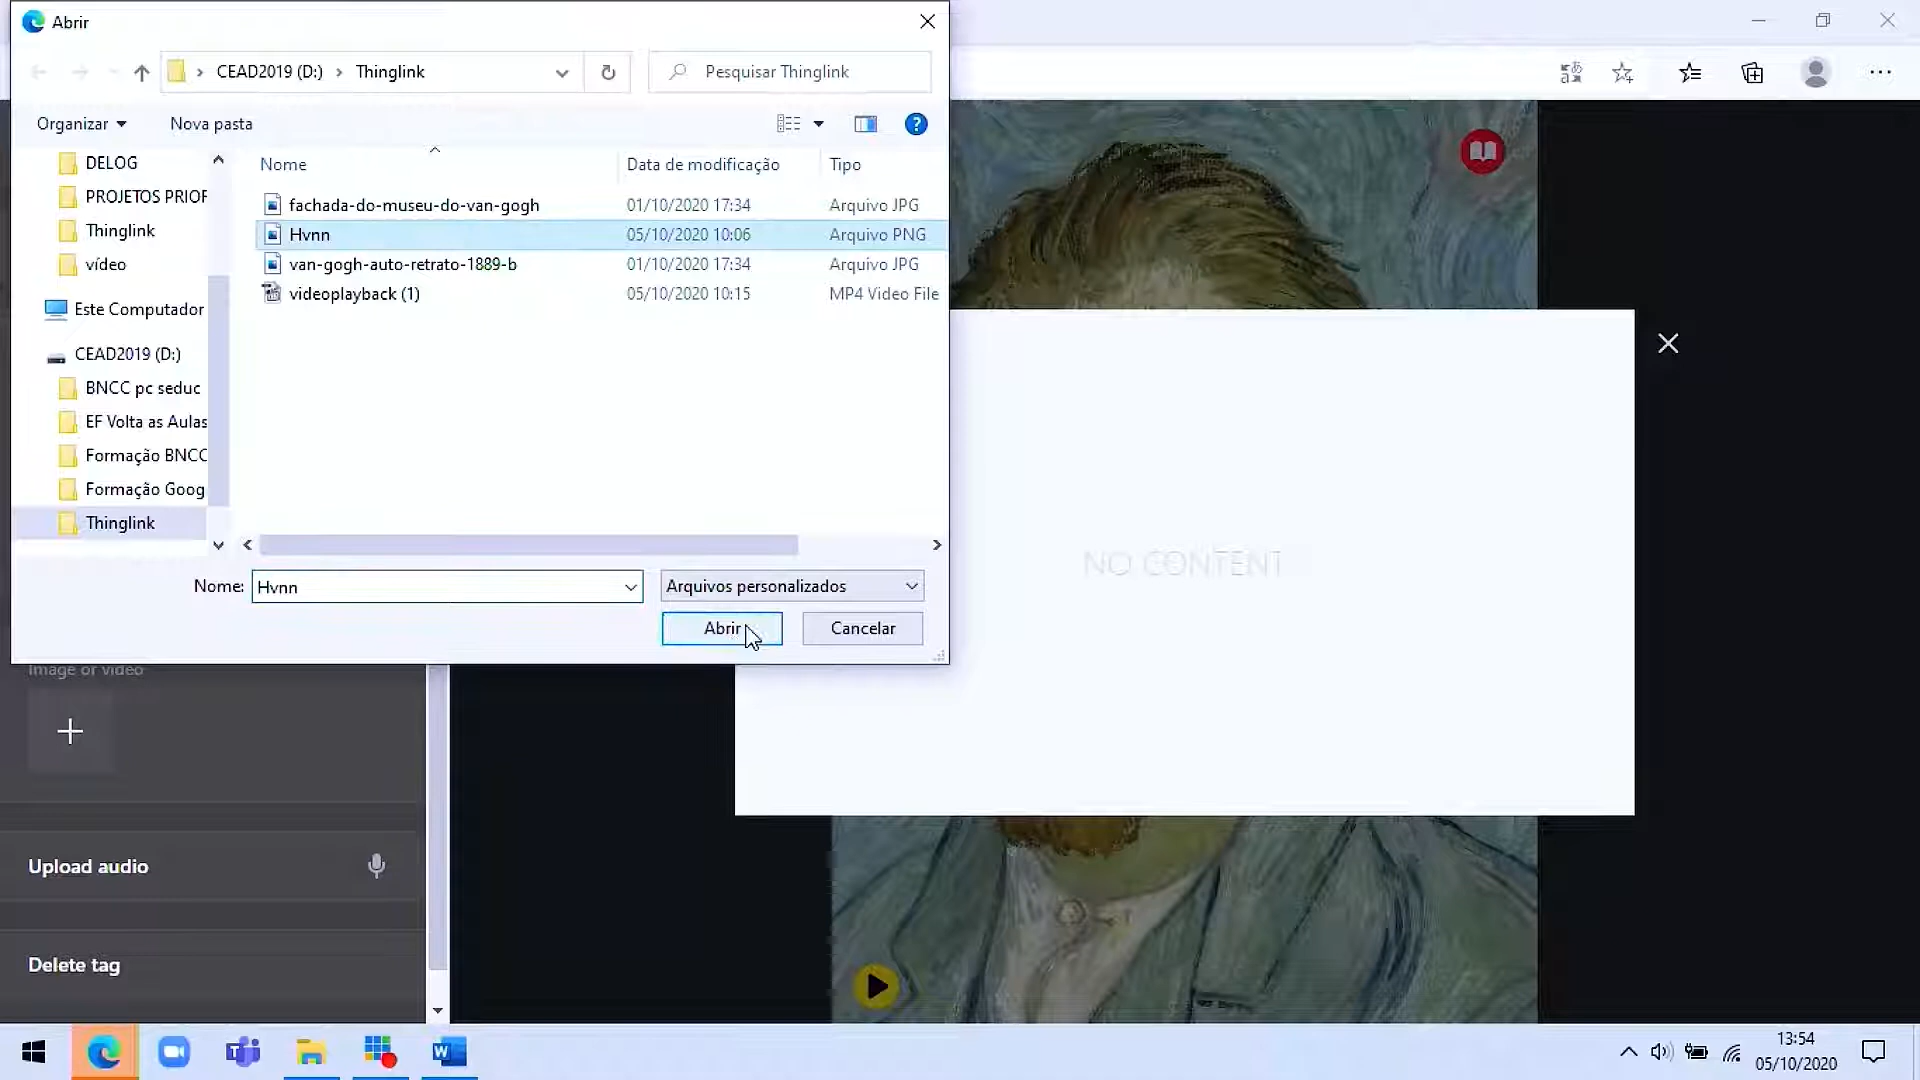 Abrir
CEAD2019 (D:) Thinglink
Pesquisar Thinglink
Organizar
Nova pasta
Nome
Data de modificação
Tipo
fachada-do-museu-do-van-gogh 01/10/2020 17:34 Arquivo JPG
Hvnn 05/10/2020 10:06 Arquivo PNG
van-gogh-auto-retrato-1889-b 01/10/2020 17:34 Arquivo JPG
videoplayback (1) 05/10/2020 10:15 MP4 Video File
DELOG
PROJETOS PRIOF
Thinglink
vídeo
Este Computador
CEAD2019 (D:)
BNCC pc seduc
EF Volta as Aulas
Formação BNCC
Formação Goog
Thinglink
Nome: Hvnn
Arquivos personalizados
Abrir
Cancelar
NO CONTENT
Image or video
Upload audio
Delete tag
13:54
05/10/2020